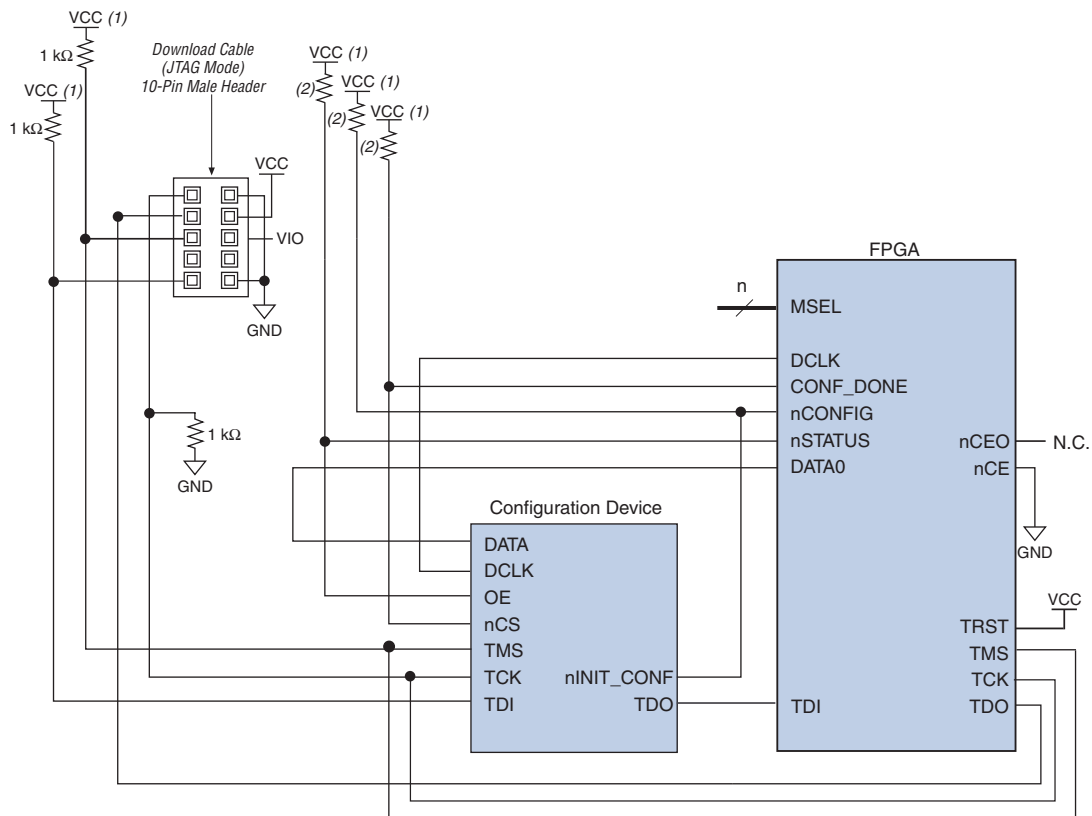 VCC (1)
1 kΩ
VCC (1)
1 kΩ
Download Cable
(JTAG Mode)
10-Pin Male Header
VCC
VIO
GND
1 kΩ
GND
VCC (1)
(2)
VCC (1)
(2)
VCC (1)
(2)
FPGA
n
MSEL
DCLK
CONF_DONE
nCONFIG
nSTATUS
DATA0
nCEO
N.C.
nCE
GND
VCC
TRST
TMS
TCK
TDO
TDI
Configuration Device
DATA
DCLK
OE
nCS
TMS
TCK
TDI
nINIT_CONF
TDO